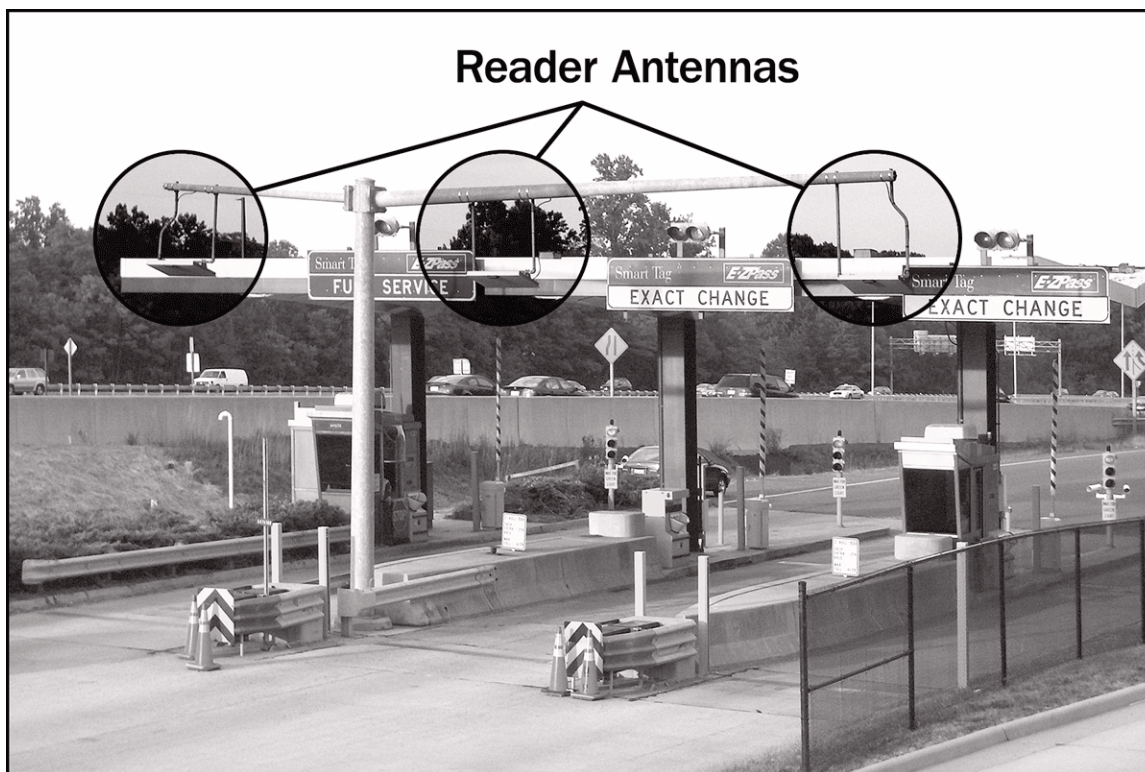 Reader Antennas
Smart Tag E-ZPass
FULL SERVICE
Smart Tag E-ZPass
EXACT CHANGE
Smart Tag E-ZPass
EXACT CHANGE